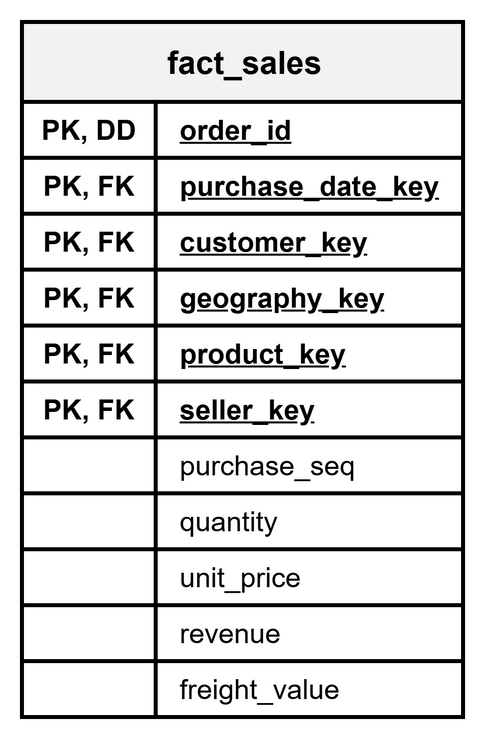 fact_sales
PK, DD order_id
PK, FK purchase_date_key
PK, FK customer_key
PK, FK geography_key
PK, FK product_key
PK, FK seller_key
purchase_seq
quantity
unit_price
revenue
freight_value